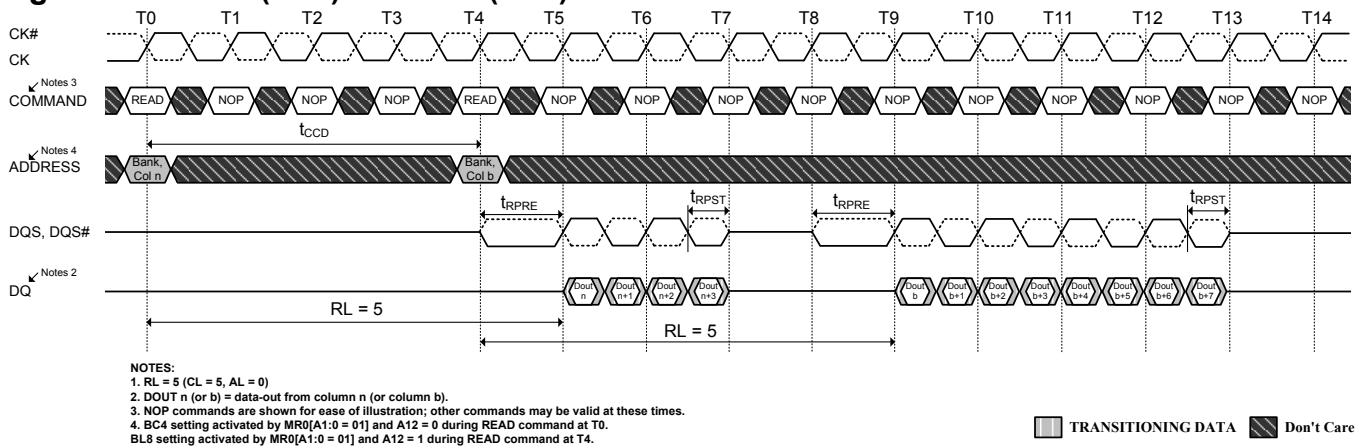 T0 T1 T2 T3 T4 T5 T6 T7 T8 T9 T10 T11 T12 T13 T14
CK#
CK
Notes 3
COMMAND READ NOP NOP NOP READ NOP NOP NOP NOP NOP NOP NOP NOP NOP NOP
tCCD
Notes 4
ADDRESS Bank, Col n Bank, Col b
tRPRE tRPST tRPRE tRPST
DQS, DQS#
Notes 2
DQ Dout n Dout n+1 Dout n+2 Dout n+3 Dout b Dout b+1 Dout b+2 Dout b+3 Dout b+4 Dout b+5 Dout b+6 Dout b+7
RL = 5
RL = 5
NOTES:
1. RL = 5 (CL = 5, AL = 0)
2. DOUT n (or b) = data-out from column n (or column b).
3. NOP commands are shown for ease of illustration; other commands may be valid at these times.
4. BC4 setting activated by MR0[A1:0 = 01] and A12 = 0 during READ command at T0.
BL8 setting activated by MR0[A1:0 = 01] and A12 = 1 during READ command at T4.
TRANSITIONING DATA Don't Care